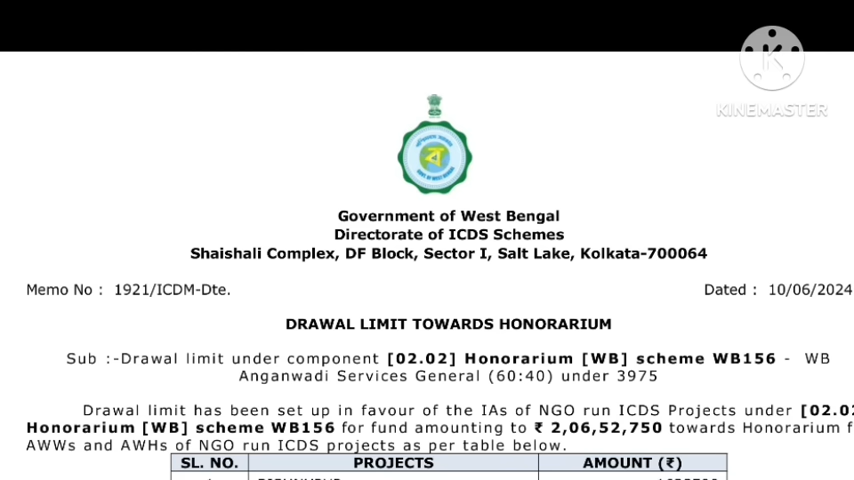 KINEMASTER
Government of West Bengal
Directorate of ICDS Schemes
Shaishali Complex, DF Block, Sector I, Salt Lake, Kolkata-700064
Memo No : 1921/ICDM-Dte. Dated : 10/06/2024
DRAWAL LIMIT TOWARDS HONORARIUM
Sub :-Drawal limit under component [02.02] Honorarium [WB] scheme WB156 - WB
Anganwadi Services General (60:40) under 3975
Drawal limit has been set up in favour of the IAs of NGO run ICDS Projects under [02.02
Honorarium [WB] scheme WB156 for fund amounting to ₹ 2,06,52,750 towards Honorarium f
AWWs and AWHs of NGO run ICDS projects as per table below.
SL. NO. PROJECTS AMOUNT (₹)